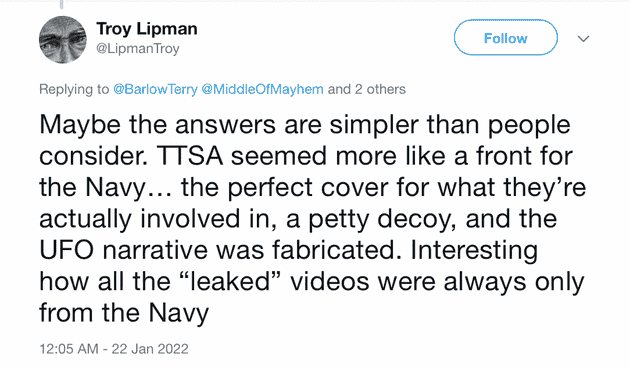 Troy Lipman
@LipmanTroy
Follow
Replying to @BarlowTerry @MiddleOfMayhem and 2 others
Maybe the answers are simpler than people
consider. TTSA seemed more like a front for
the Navy… the perfect cover for what they’re
actually involved in, a petty decoy, and the
UFO narrative was fabricated. Interesting
how all the “leaked” videos were always only
from the Navy
12:05 AM - 22 Jan 2022